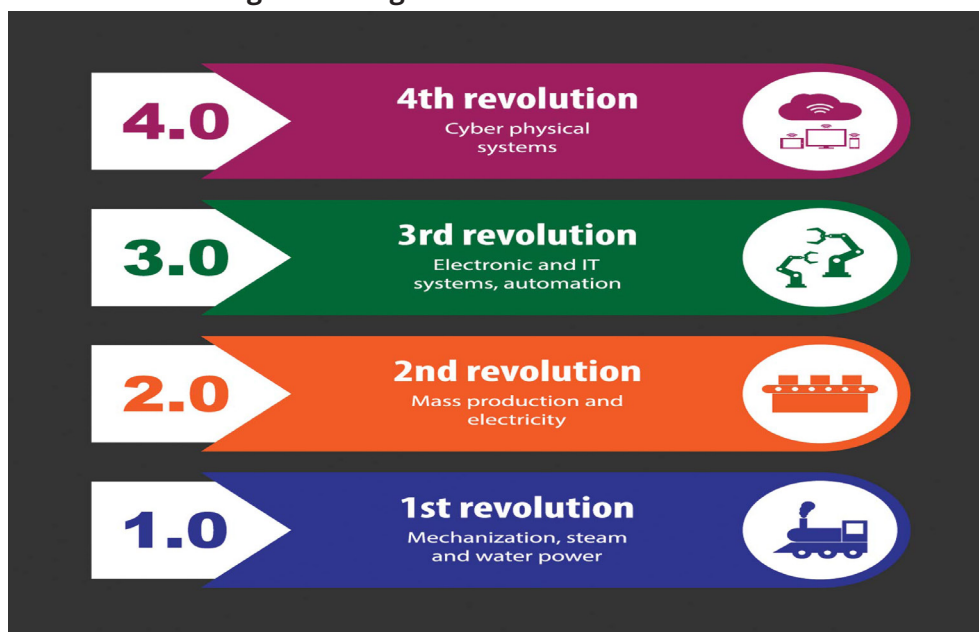 4.0
4th revolution
Cyber physical
systems
3.0
3rd revolution
Electronic and IT
systems, automation
2.0
2nd revolution
Mass production and
electricity
1.0
1st revolution
Mechanization, steam
and water power